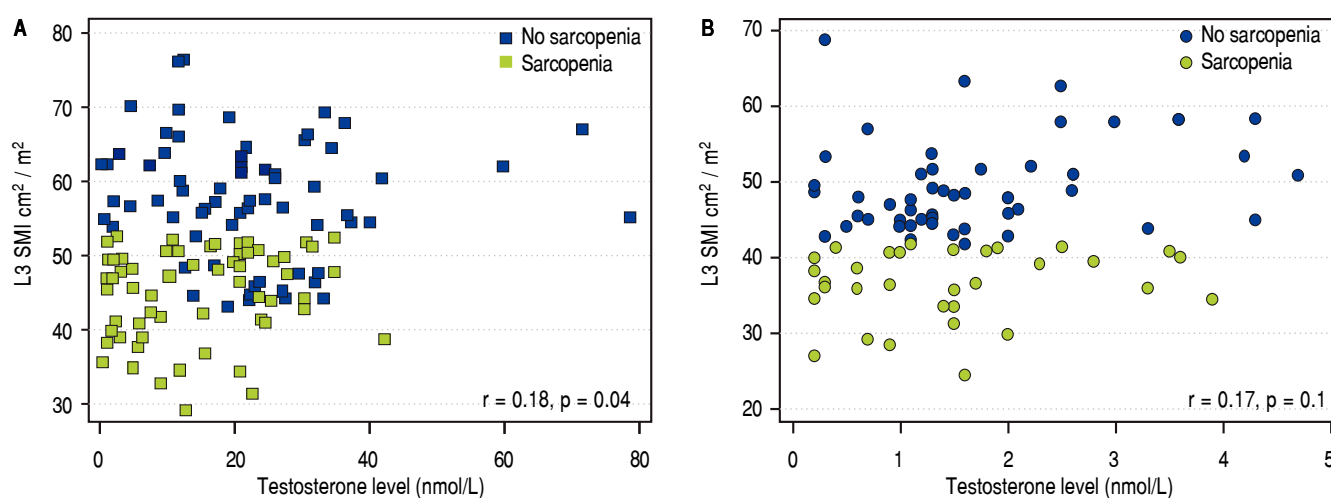 A
No sarcopenia
Sarcopenia
L3 SMI cm² / m²
80
70
60
50
40
30
r = 0.18, p = 0.04
0 20 40 60 80
Testosterone level (nmol/L)
B
No sarcopenia
Sarcopenia
L3 SMI cm² / m²
70
60
50
40
30
20
r = 0.17, p = 0.1
0 1 2 3 4 5
Testosterone level (nmol/L)